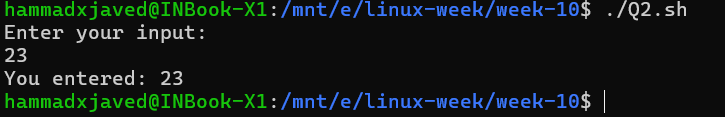 hammadxjaved@INBook-X1:/mnt/e/linux-week/week-10$ ./Q2.sh
Enter your input:
23
You entered: 23
hammadxjaved@INBook-X1:/mnt/e/linux-week/week-10$